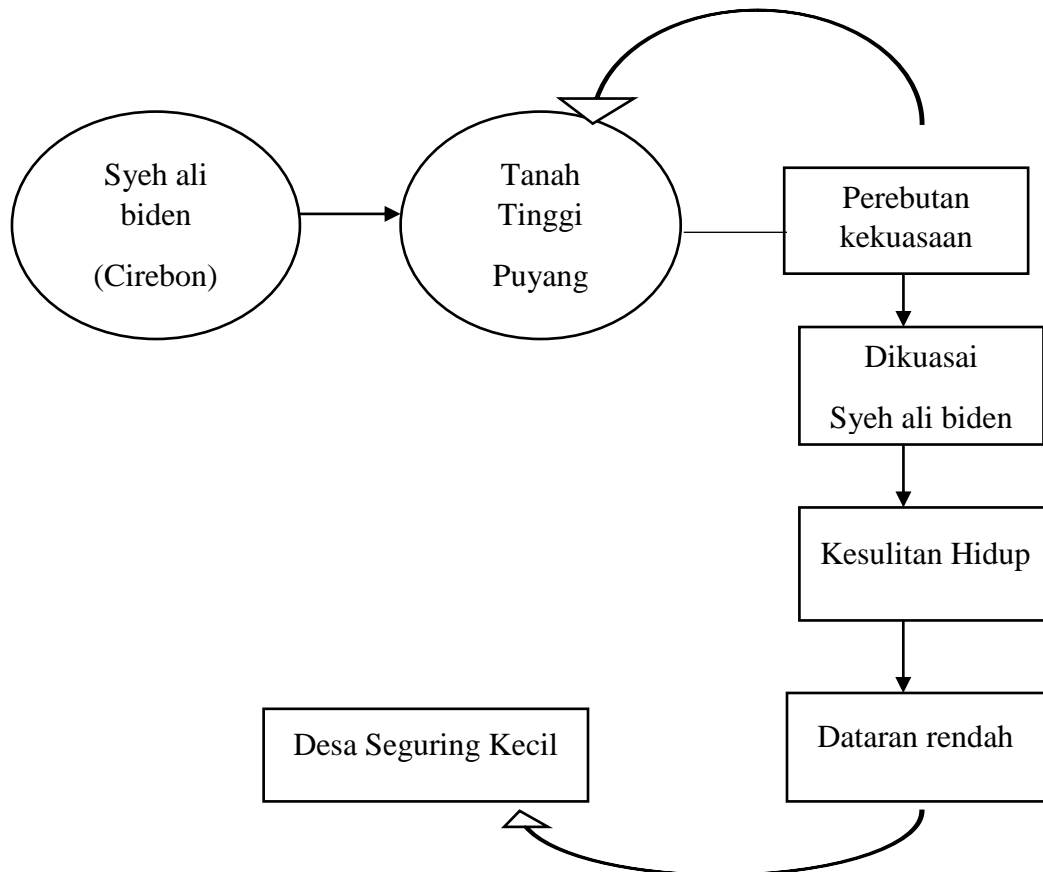 Syeh ali
biden
(Cirebon)
Tanah
Tinggi
Puyang
Perebutan
kekuasaan
Dikuasai
Syeh ali biden
Kesulitan Hidup
Dataran rendah
Desa Seguring Kecil